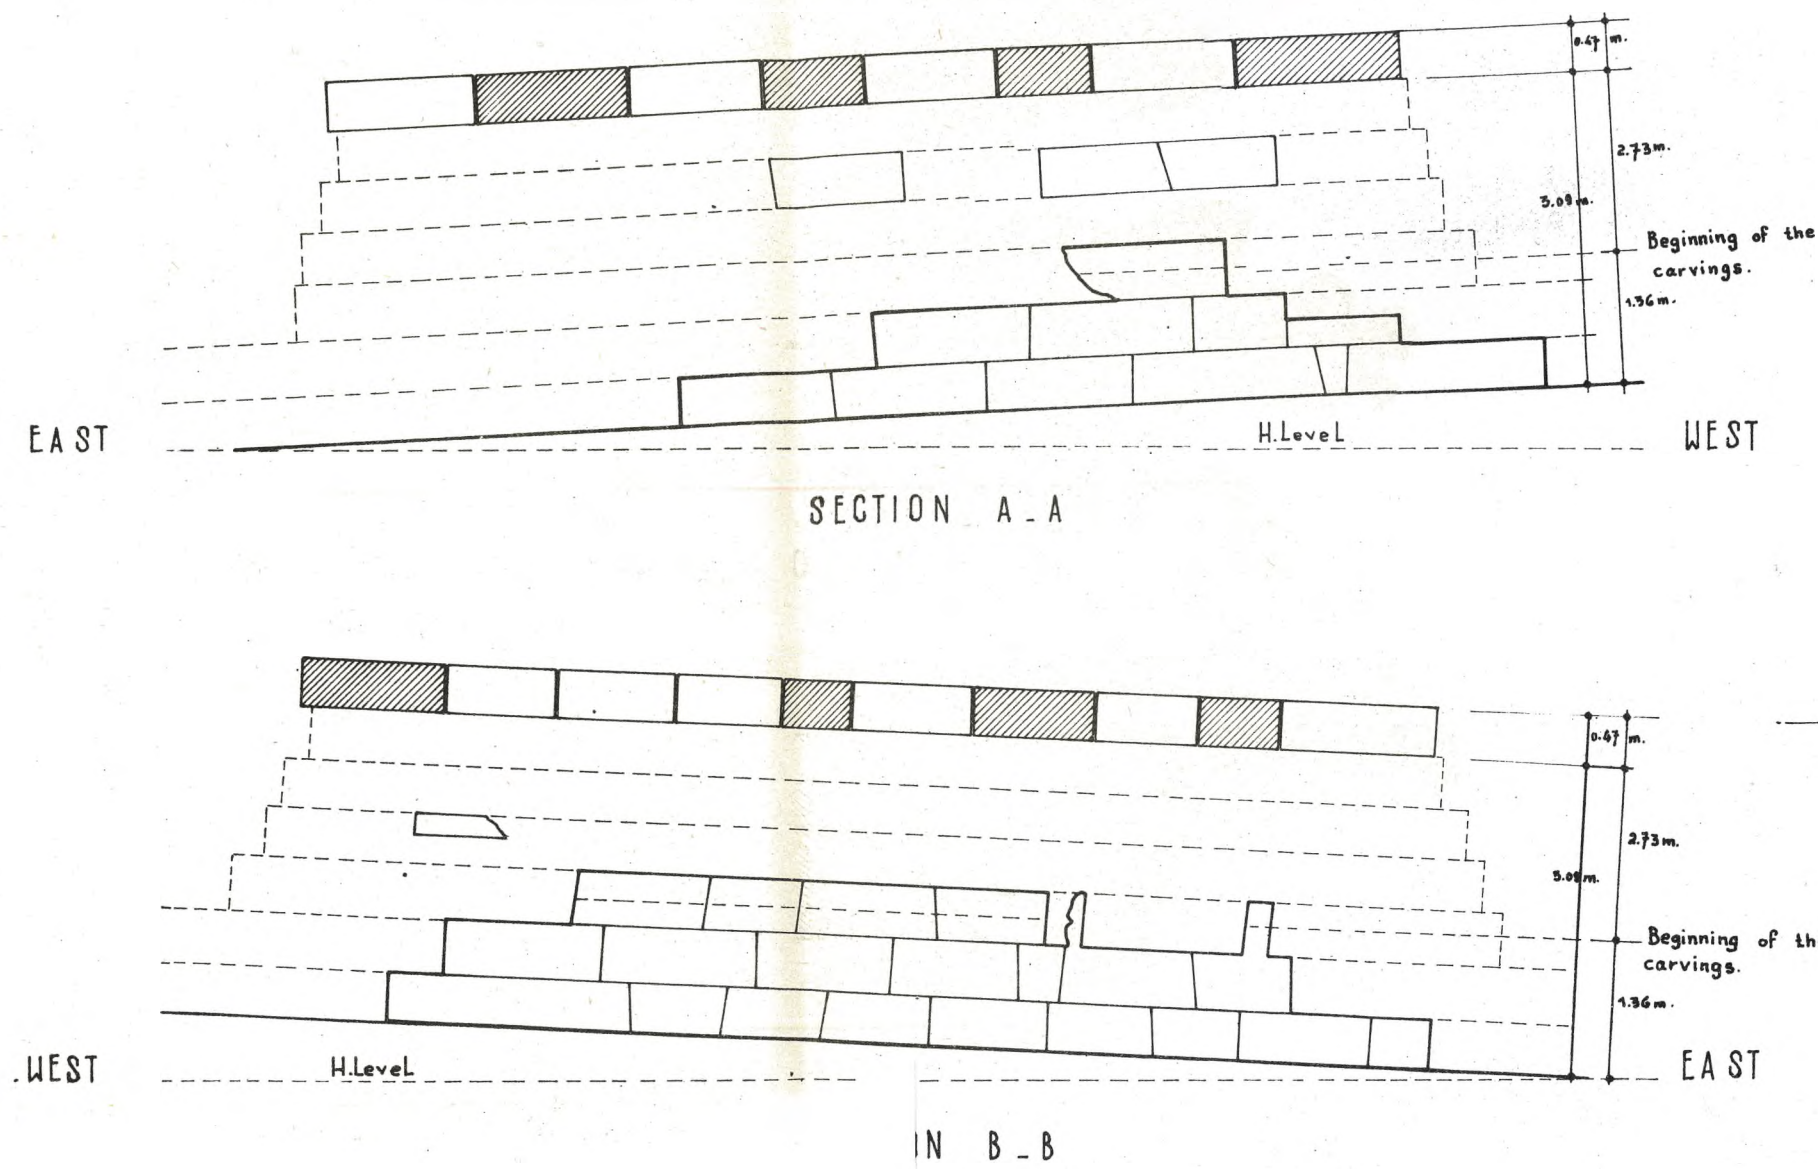 0.47 m.
2.73m.
3.09m.
Beginning of the
carvings.
1.36m.
EAST
H.Level
WEST
SECTION A_A
0.47 m.
2.73m.
3.09m.
Beginning of th
carvings.
1.36m.
.WEST
H.Level
EAST
N B_B